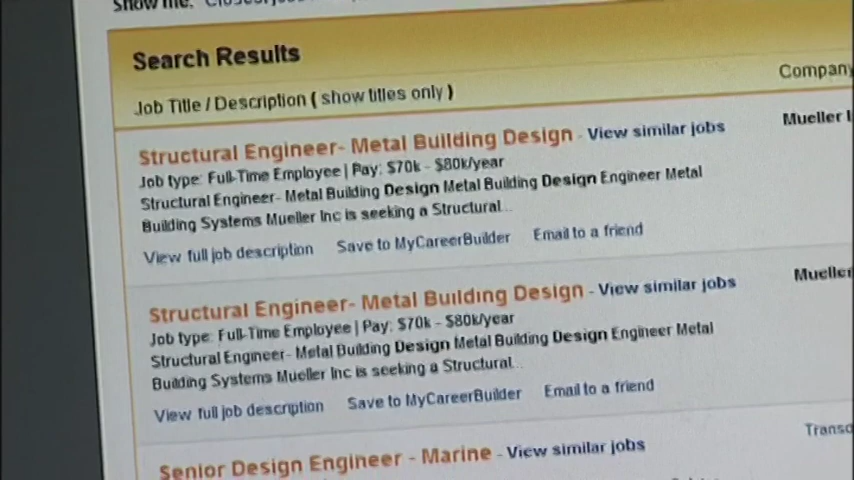 Show me:
Search Results
Job Title / Description ( show titles only ) Company
Structural Engineer- Metal Building Design - View similar jobs Mueller
Job type: Full-Time Employee | Pay: $70k - $80k/year
Structural Engineer- Metal Building Design Metal Building Design Engineer Metal
Building Systems Mueller Inc is seeking a Structural...
View full job description Save to MyCareerBuilder Email to a friend
Structural Engineer- Metal Building Design - View similar jobs Mueller
Job type: Full-Time Employee | Pay: $70k - $80k/year
Structural Engineer- Metal Building Design Metal Building Design Engineer Metal
Building Systems Mueller Inc is seeking a Structural...
View full job description Save to MyCareerBuilder Email to a friend
Senior Design Engineer - Marine - View similar jobs